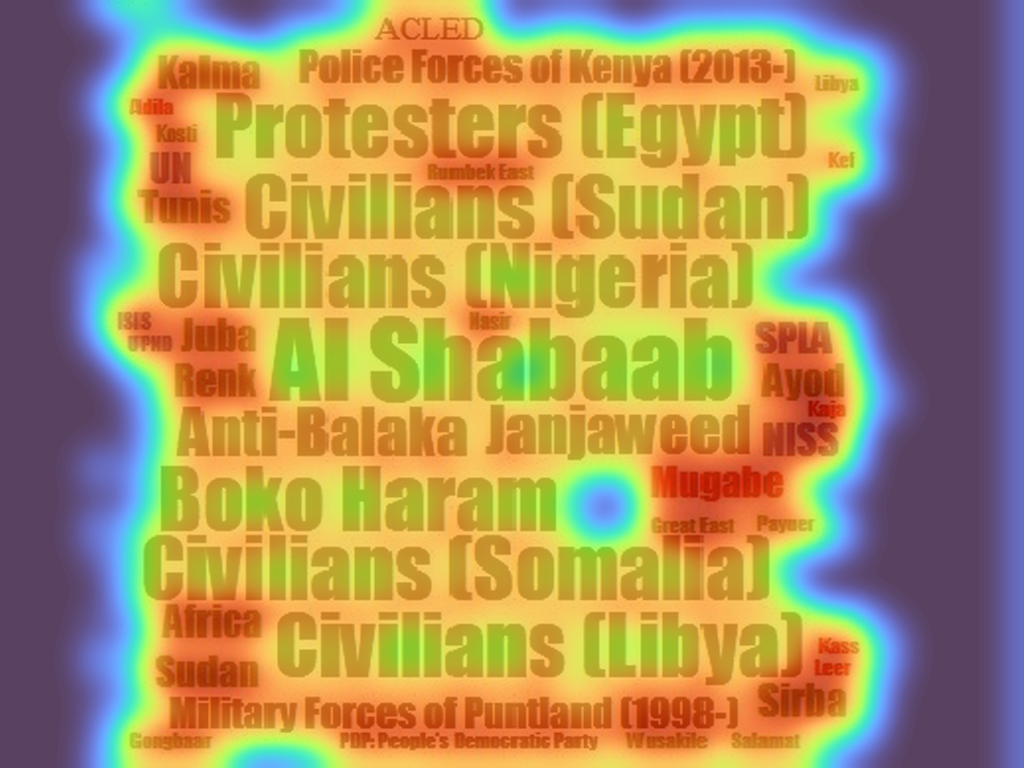 ACLED
Kalma Police Forces of Kenya (2013-) Libya
Adila Protesters (Egypt)
Kosti
UN Rumbek East Kef
Tunis Civilians (Sudan)
Civilians (Nigeria)
ISIS Juba Nasir SPLA
UPND Al Shabaab
Renk Ayod
Kaja
Anti-Balaka Janjaweed NISS
Boko Haram Mugabe
Great East Payuer
Civilians (Somalia)
Africa Civilians (Libya) Kass
Sudan Leer
Military Forces of Puntland (1998-) Sirba
Gongbaar PDP: People's Democratic Party Wusakile Salamat